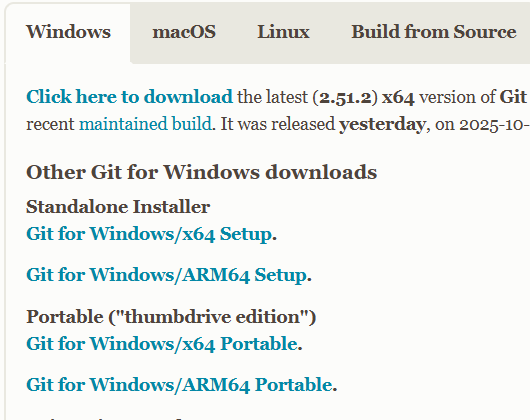 Windows macOS Linux Build from Source
Click here to download the latest (2.51.2) x64 version of Git
recent maintained build. It was released yesterday, on 2025-10-
Other Git for Windows downloads
Standalone Installer
Git for Windows/x64 Setup.
Git for Windows/ARM64 Setup.
Portable ("thumbdrive edition")
Git for Windows/x64 Portable.
Git for Windows/ARM64 Portable.